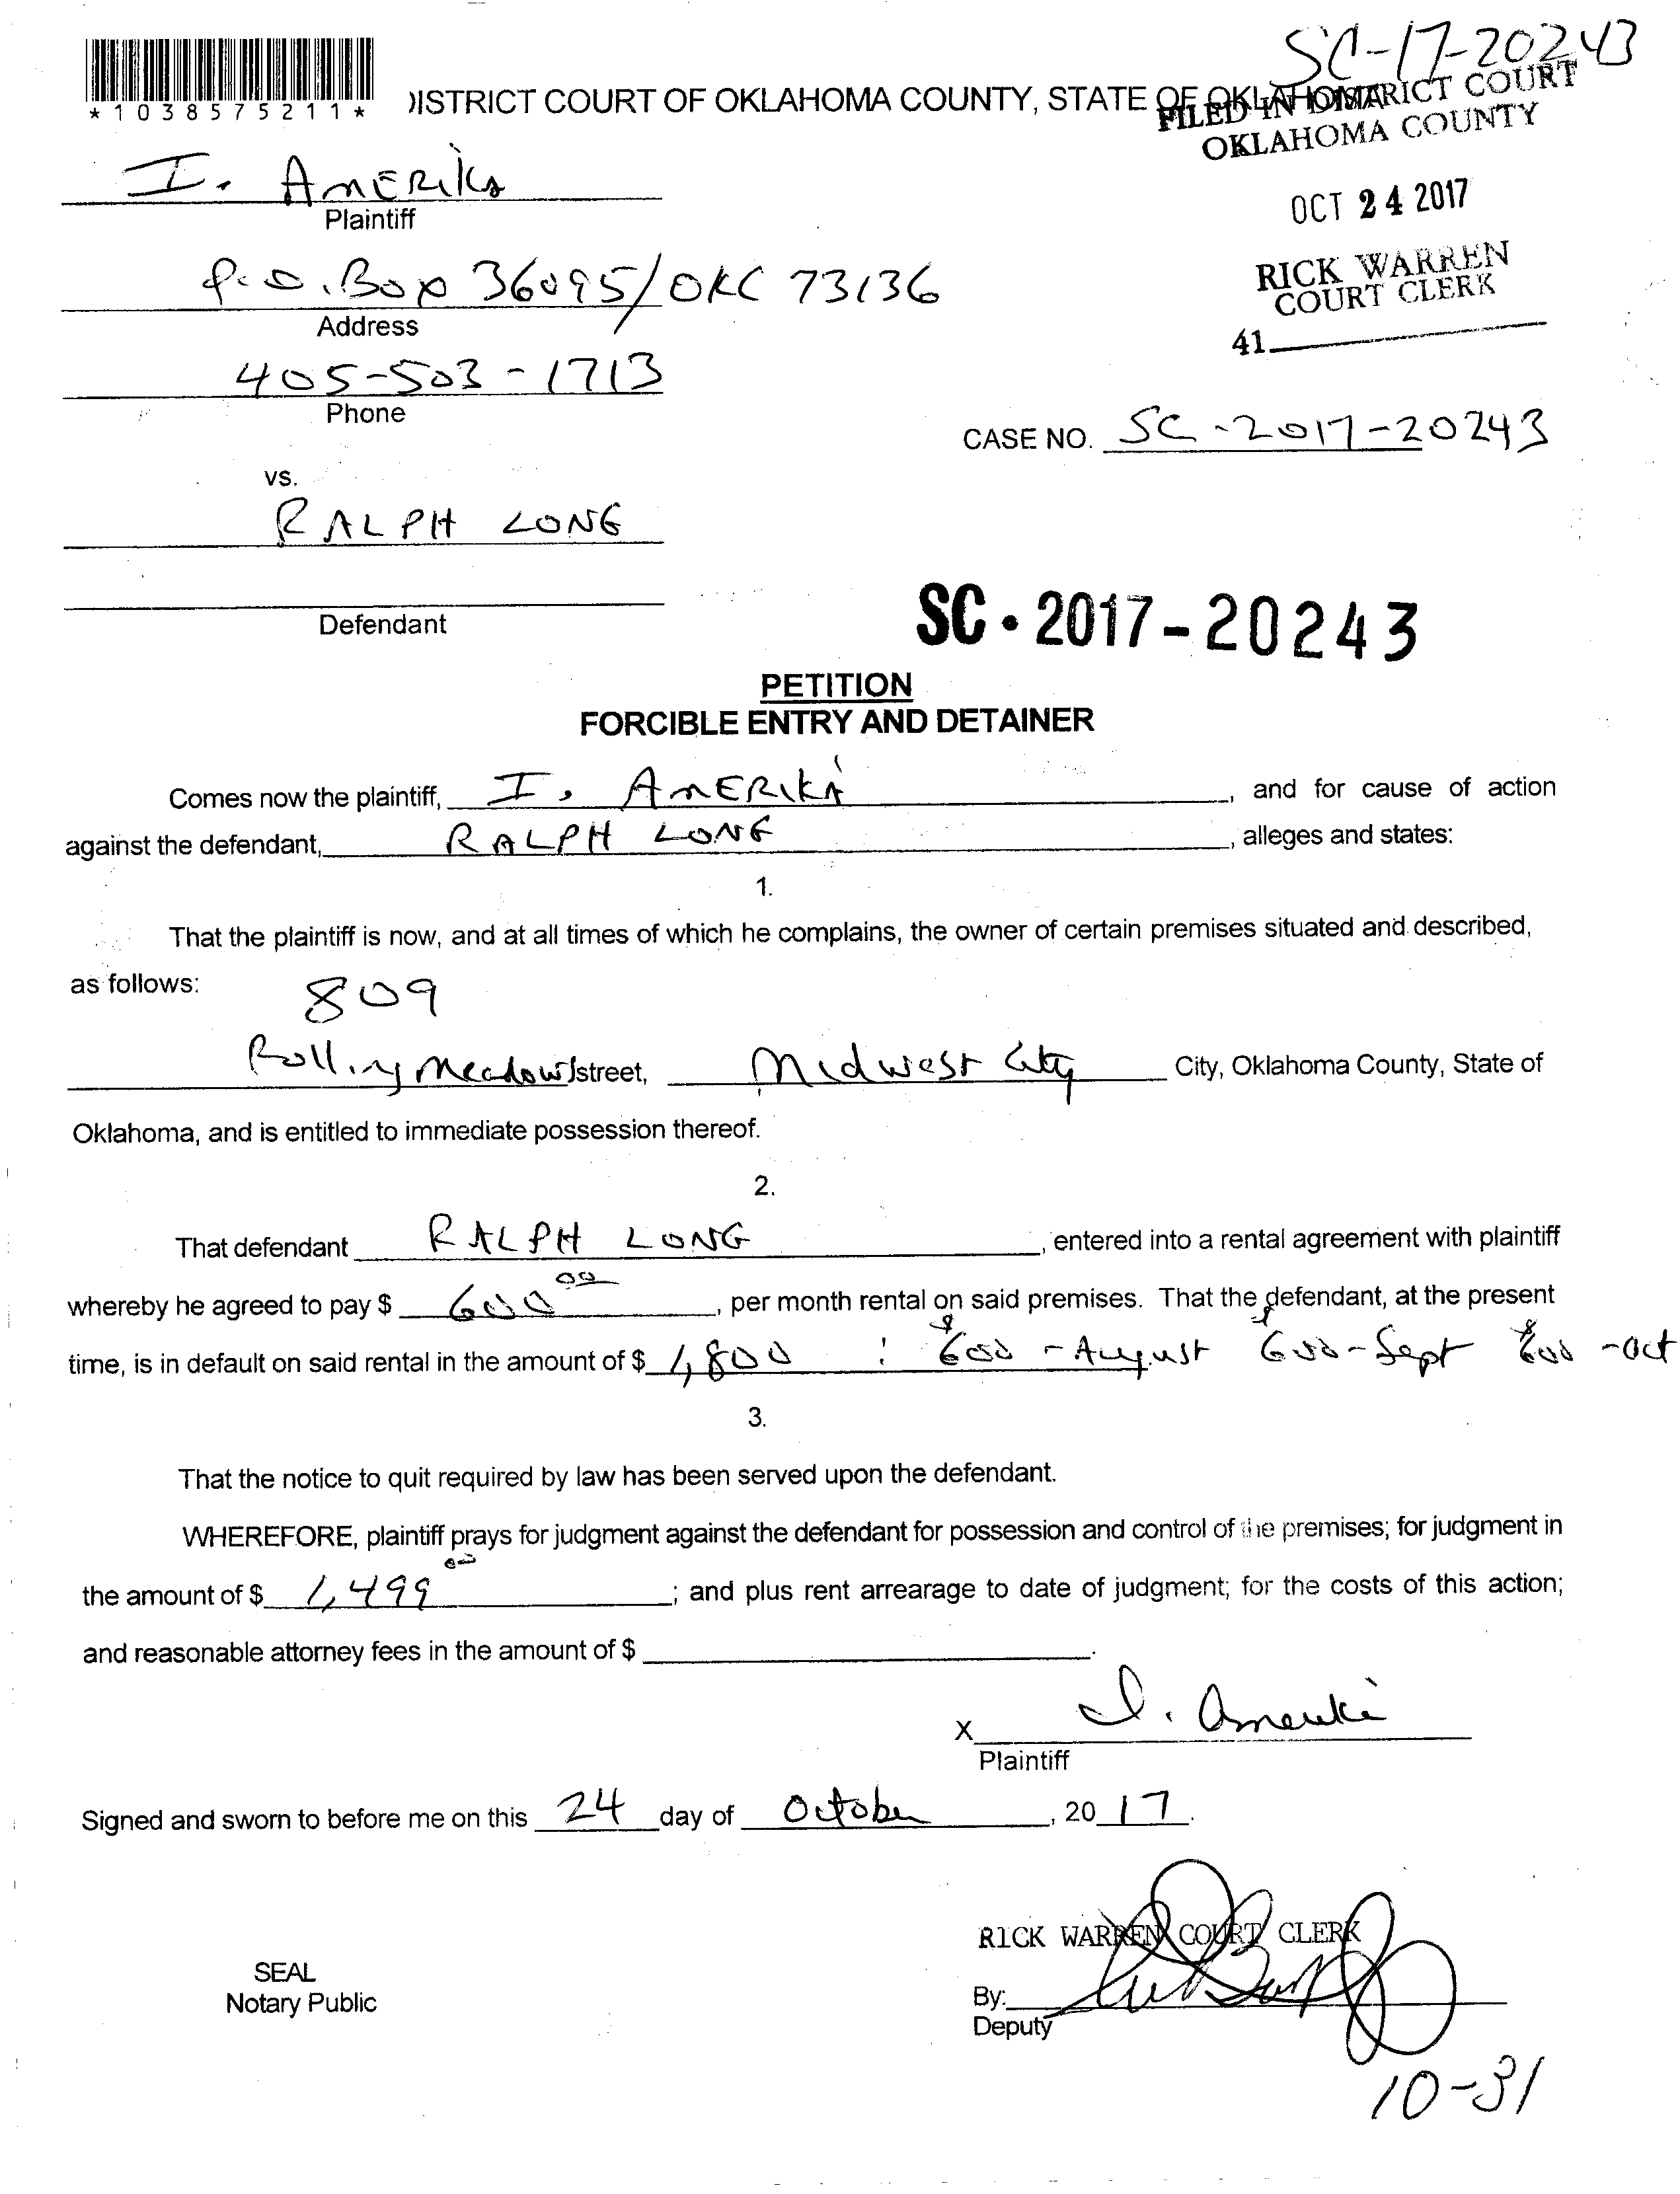 SC-17-20243
*1038575211*
DISTRICT COURT OF OKLAHOMA COUNTY, STATE OF OKLAHOMA
FILED IN DISTRICT COURT
OKLAHOMA COUNTY
OCT 24 2017
RICK WARREN
COURT CLERK
41
I. AMERIKA
Plaintiff
P.O. Box 36095/OKC 73136
Address
405-503-1713
Phone
CASE NO. SC-2017-20243
vs.
RALPH LONG
Defendant
SC • 2017-20243
PETITION
FORCIBLE ENTRY AND DETAINER
Comes now the plaintiff, I. AMERIKA, and for cause of action
against the defendant, RALPH LONG, alleges and states:
1.
That the plaintiff is now, and at all times of which he complains, the owner of certain premises situated and described,
as follows: 809
Rolling Meadows street, Midwest City City, Oklahoma County, State of
Oklahoma, and is entitled to immediate possession thereof.
2.
That defendant RALPH LONG, entered into a rental agreement with plaintiff
whereby he agreed to pay $ 600 00, per month rental on said premises. That the defendant, at the present
time, is in default on said rental in the amount of $ 1,800 : $600 - August $600 - Sept $600 - Oct
3.
That the notice to quit required by law has been served upon the defendant.
WHEREFORE, plaintiff prays for judgment against the defendant for possession and control of the premises; for judgment in
the amount of $ 1,499 00; and plus rent arrearage to date of judgment; for the costs of this action;
and reasonable attorney fees in the amount of $ .
X I. Amerika
Plaintiff
Signed and sworn to before me on this 24 day of October, 2017.
RICK WARREN COURT CLERK
SEAL
Notary Public
By:
Deputy
10-31